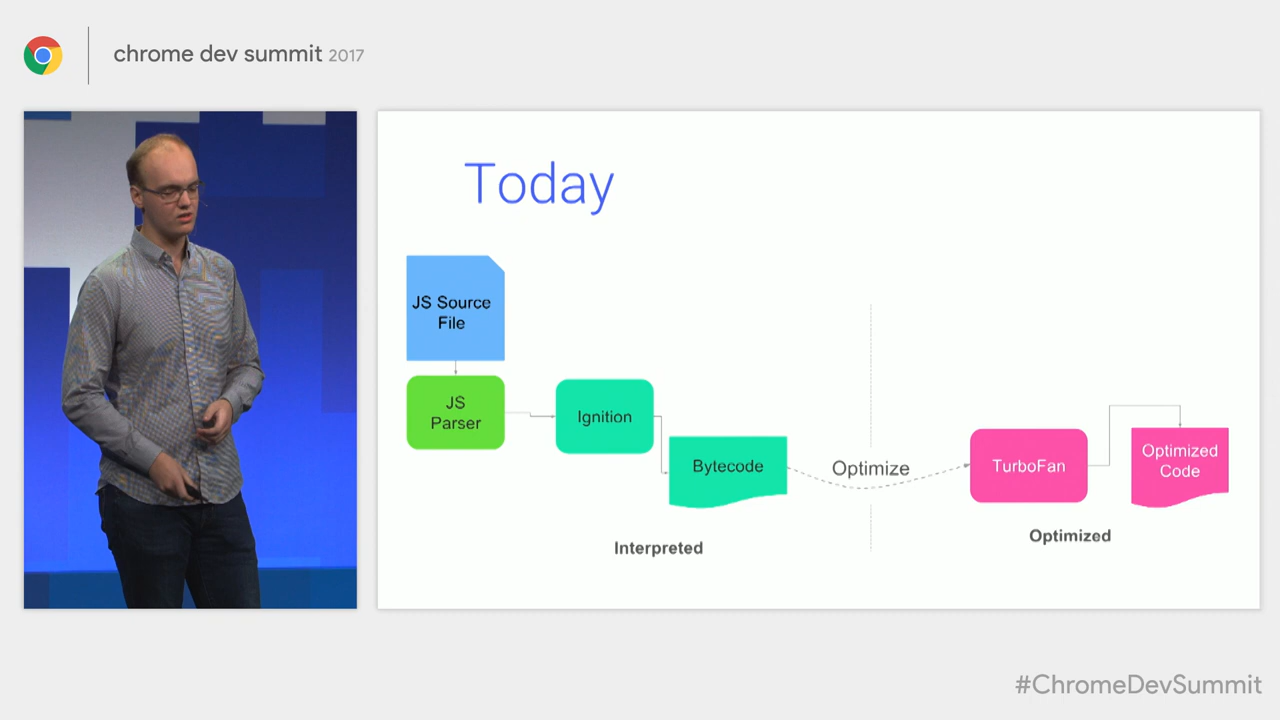 chrome dev summit 2017
Today
JS Source
File
JS
Parser
Ignition
Bytecode
Optimize
TurboFan
Optimized
Code
Interpreted
Optimized
#ChromeDevSummit